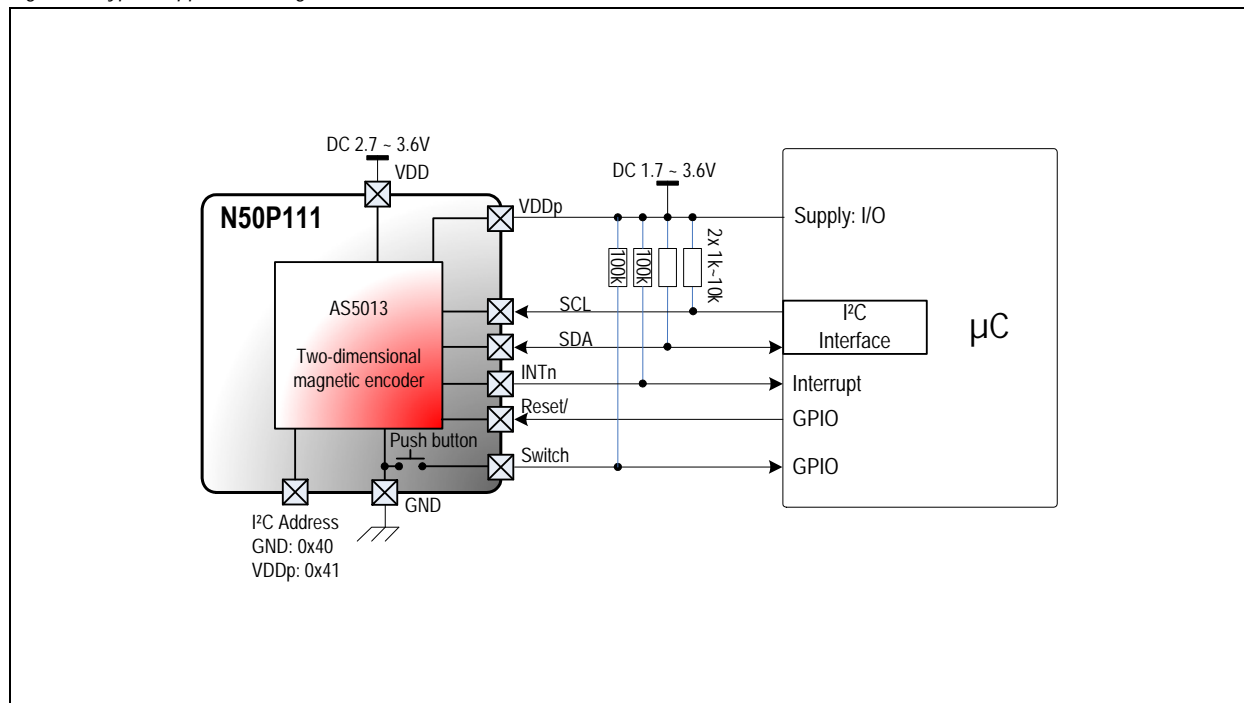 DC 2.7 ~ 3.6V
VDD
N50P111
VDDp
DC 1.7 ~ 3.6V
Supply: I/O
100k
100k
2x 1k~10k
AS5013
Two-dimensional
magnetic encoder
SCL
SDA
INTn
Reset/
Push button
Switch
I²C
Interface
µC
Interrupt
GPIO
GPIO
GND
I²C Address
GND: 0x40
VDDp: 0x41